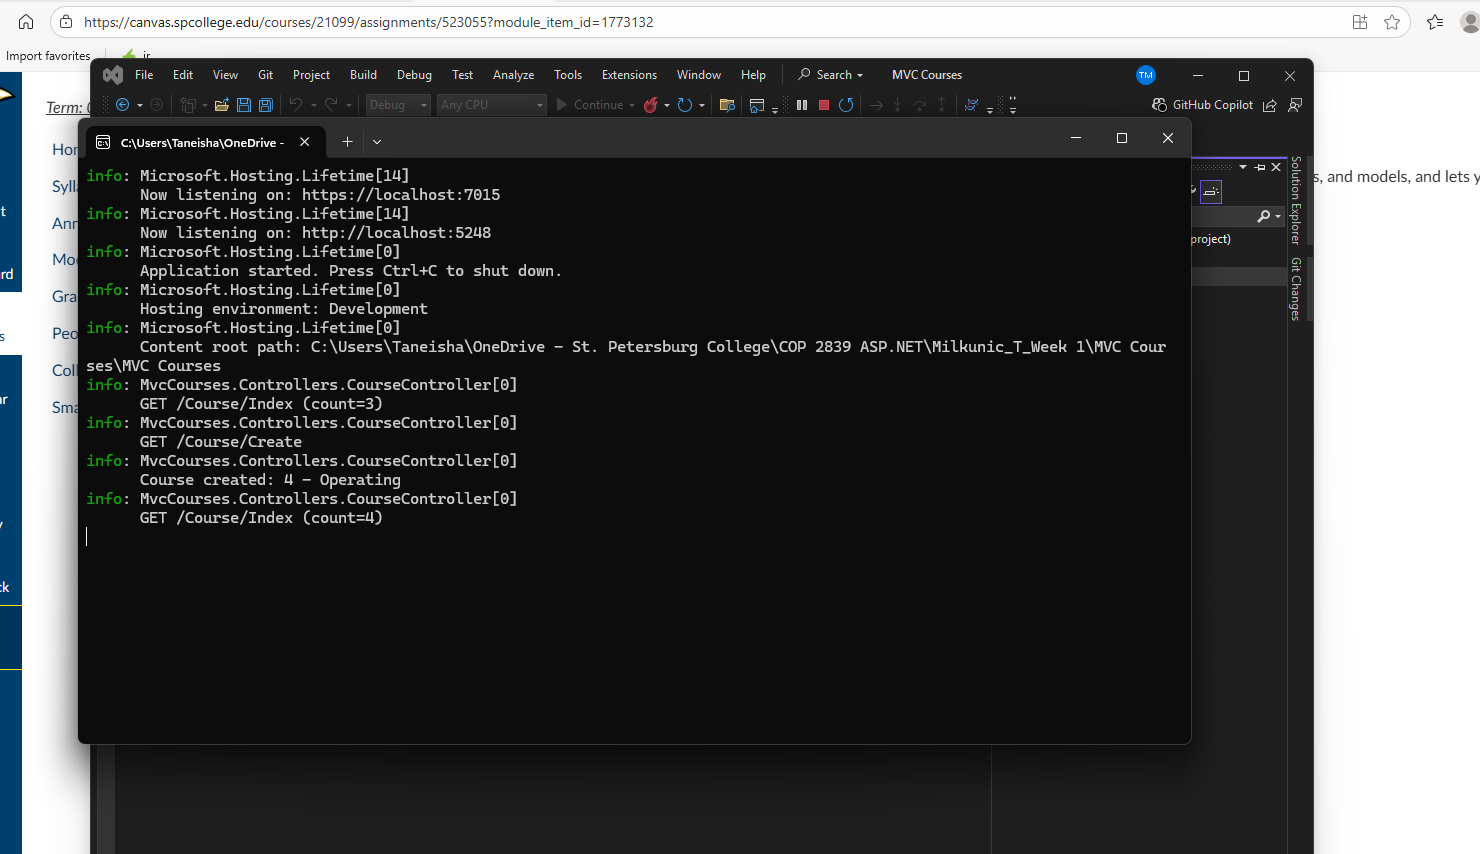 https://canvas.spcollege.edu/courses/21099/assignments/523055?module_item_id=1773132
Import favorites
ir
File Edit View Git Project Build Debug Test Analyze Tools Extensions Window Help Search MVC Courses TM
Debug Any CPU Continue GitHub Copilot
Term:
C:\Users\Taneisha\OneDrive -
info: Microsoft.Hosting.Lifetime[14]
Now listening on: https://localhost:7015
info: Microsoft.Hosting.Lifetime[14]
Now listening on: http://localhost:5248
info: Microsoft.Hosting.Lifetime[0]
Application started. Press Ctrl+C to shut down.
info: Microsoft.Hosting.Lifetime[0]
Hosting environment: Development
info: Microsoft.Hosting.Lifetime[0]
Content root path: C:\Users\Taneisha\OneDrive - St. Petersburg College\COP 2839 ASP.NET\Milkunic_T_Week 1\MVC Cour
ses\MVC Courses
info: MvcCourses.Controllers.CourseController[0]
GET /Course/Index (count=3)
info: MvcCourses.Controllers.CourseController[0]
GET /Course/Create
info: MvcCourses.Controllers.CourseController[0]
Course created: 4 - Operating
info: MvcCourses.Controllers.CourseController[0]
GET /Course/Index (count=4)
Hor
Sylla
Ann
Mod
Gra
Peo
Coll
Sma
t
rd
s
ar
y
ck
project)
Solution Explorer
Git Changes
s, and models, and lets y